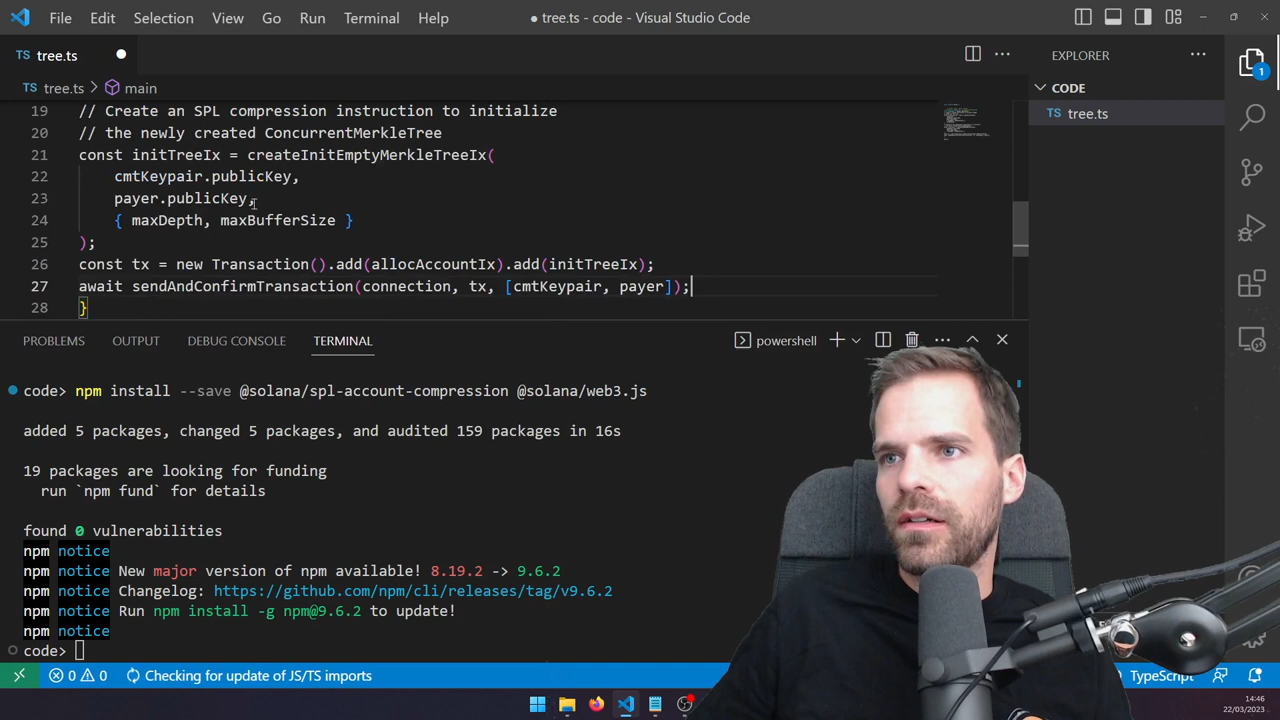 File Edit Selection View Go Run Terminal Help
● tree.ts - code - Visual Studio Code
TS tree.ts ●
EXPLORER
TS tree.ts > main
CODE
TS tree.ts
1
19 // Create an SPL compression instruction to initialize
20 // the newly created ConcurrentMerkleTree
21 const initTreeIx = createInitEmptyMerkleTreeIx(
22 cmtKeypair.publicKey,
23 payer.publicKey,
24 { maxDepth, maxBufferSize }
25 );
26 const tx = new Transaction().add(allocAccountIx).add(initTreeIx);
27 await sendAndConfirmTransaction(connection, tx, [cmtKeypair, payer]);
28 }
PROBLEMS OUTPUT DEBUG CONSOLE TERMINAL
powershell
code> npm install --save @solana/spl-account-compression @solana/web3.js
added 5 packages, changed 5 packages, and audited 159 packages in 16s
19 packages are looking for funding
run `npm fund` for details
found 0 vulnerabilities
npm notice
npm notice New major version of npm available! 8.19.2 -> 9.6.2
npm notice Changelog: https://github.com/npm/cli/releases/tag/v9.6.2
npm notice Run npm install -g npm@9.6.2 to update!
npm notice
code>
0 0 Checking for update of JS/TS imports
TypeScript
14:46
22/03/2023